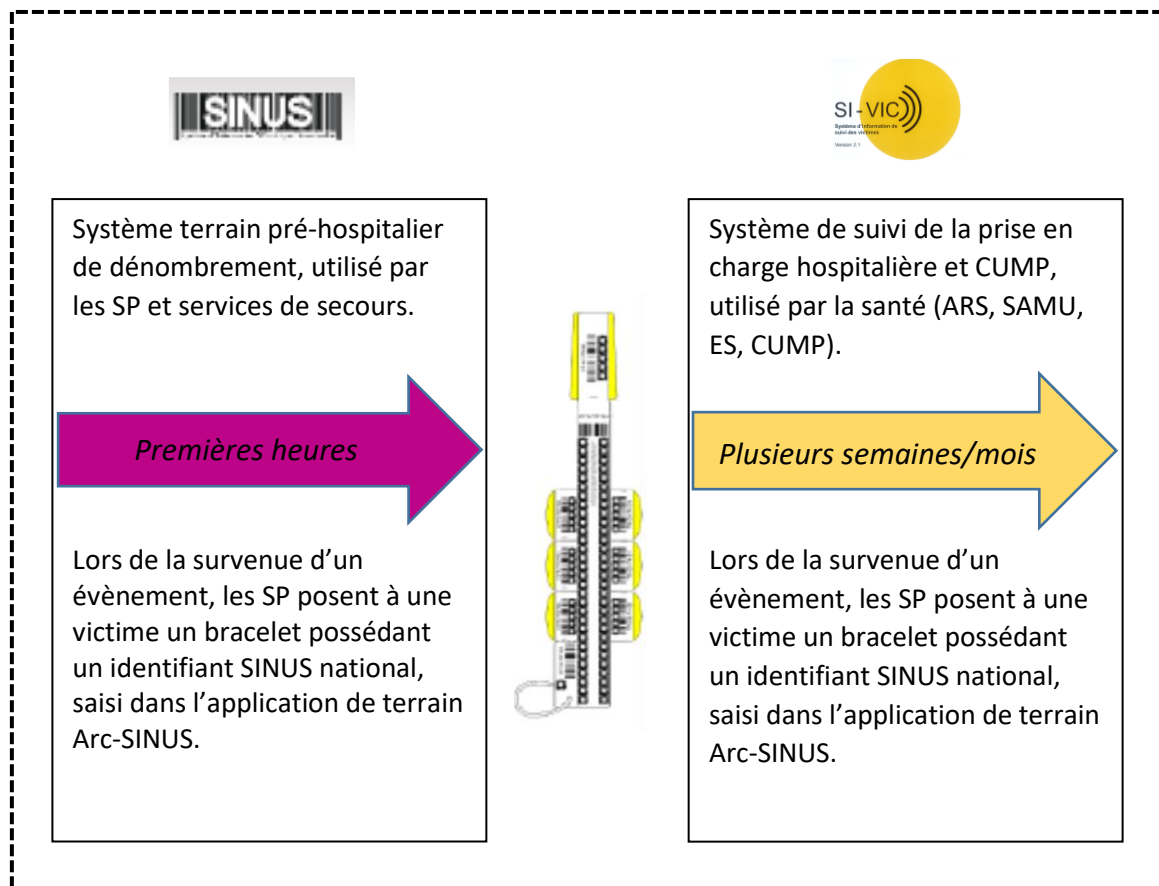 SINUS
SI-VIC
Système d'information de
suivi des victimes
Version 2.1
Système terrain pré-hospitalier
de dénombrement, utilisé par
les SP et services de secours.
Premières heures
Lors de la survenue d’un
évènement, les SP posent à une
victime un bracelet possédant
un identifiant SINUS national,
saisi dans l’application de terrain
Arc-SINUS.
Système de suivi de la prise en
charge hospitalière et CUMP,
utilisé par la santé (ARS, SAMU,
ES, CUMP).
Plusieurs semaines/mois
Lors de la survenue d’un
évènement, les SP posent à une
victime un bracelet possédant
un identifiant SINUS national,
saisi dans l’application de terrain
Arc-SINUS.